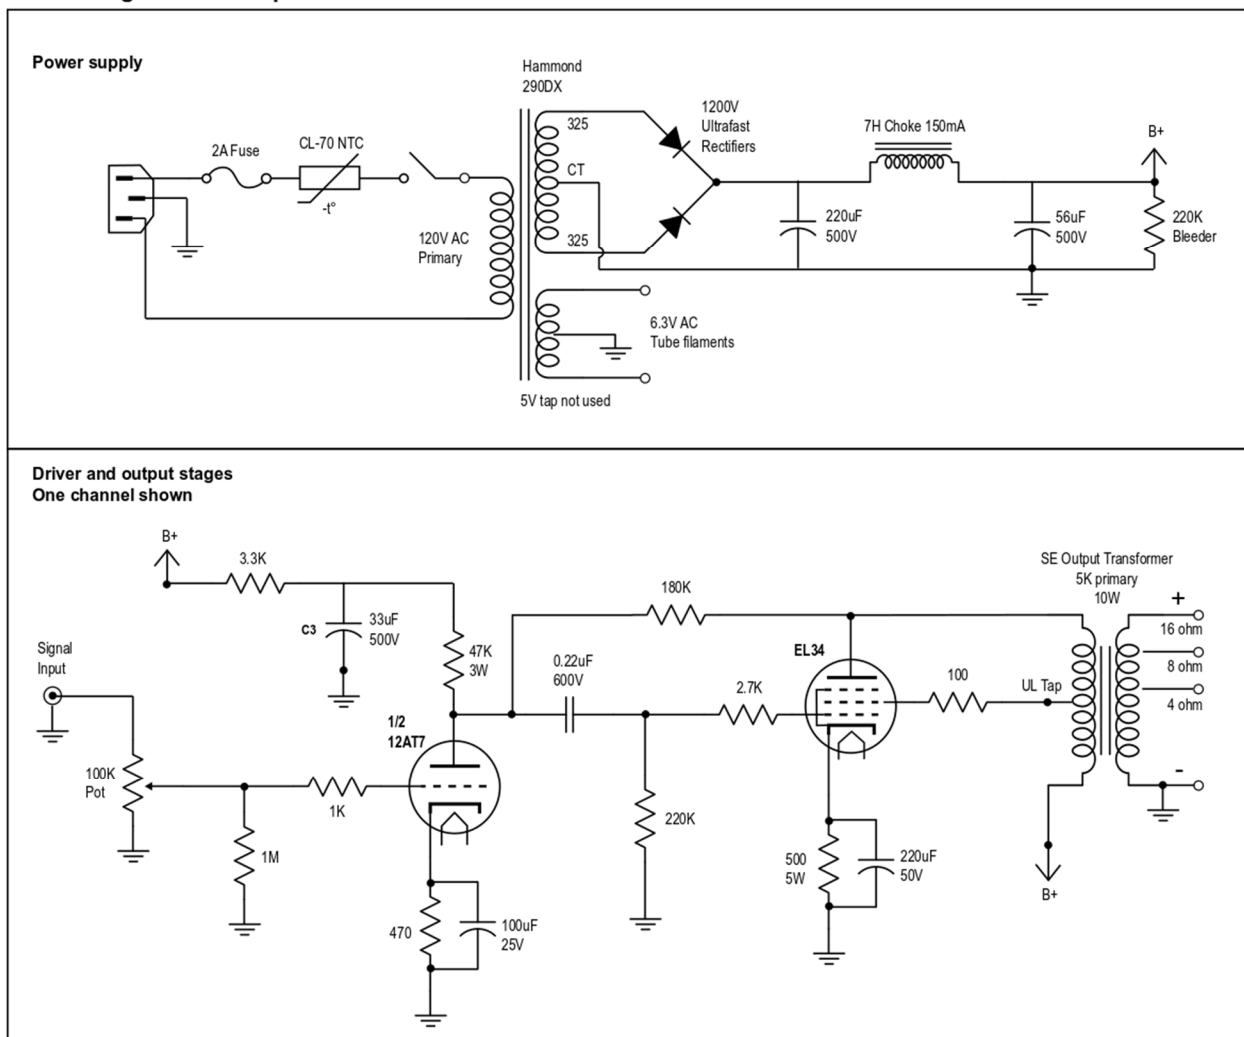 Power supply
Hammond
290DX
325
CT
325
1200V
Ultrafast
Rectifiers
7H Choke 150mA
B+
2A Fuse
CL-70 NTC
-t°
120V AC
Primary
220uF
500V
56uF
500V
220K
Bleeder
6.3V AC
Tube filaments
5V tap not used
Driver and output stages
One channel shown
B+
3.3K
C3
33uF
500V
47K
3W
180K
SE Output Transformer
5K primary
10W
+
16 ohm
8 ohm
4 ohm
-
Signal
Input
100K
Pot
1M
1K
1/2
12AT7
0.22uF
600V
2.7K
EL34
100
UL Tap
220K
470
100uF
25V
500
5W
220uF
50V
B+